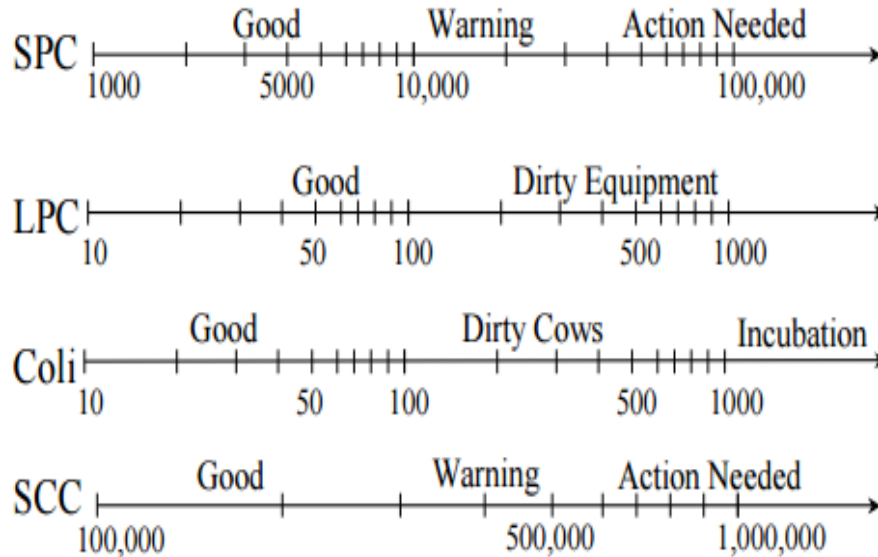 Good Warning Action Needed
SPC
1000 5000 10,000 100,000
Good Dirty Equipment
LPC
10 50 100 500 1000
Good Dirty Cows Incubation
Coli
10 50 100 500 1000
Good Warning Action Needed
SCC
100,000 500,000 1,000,000